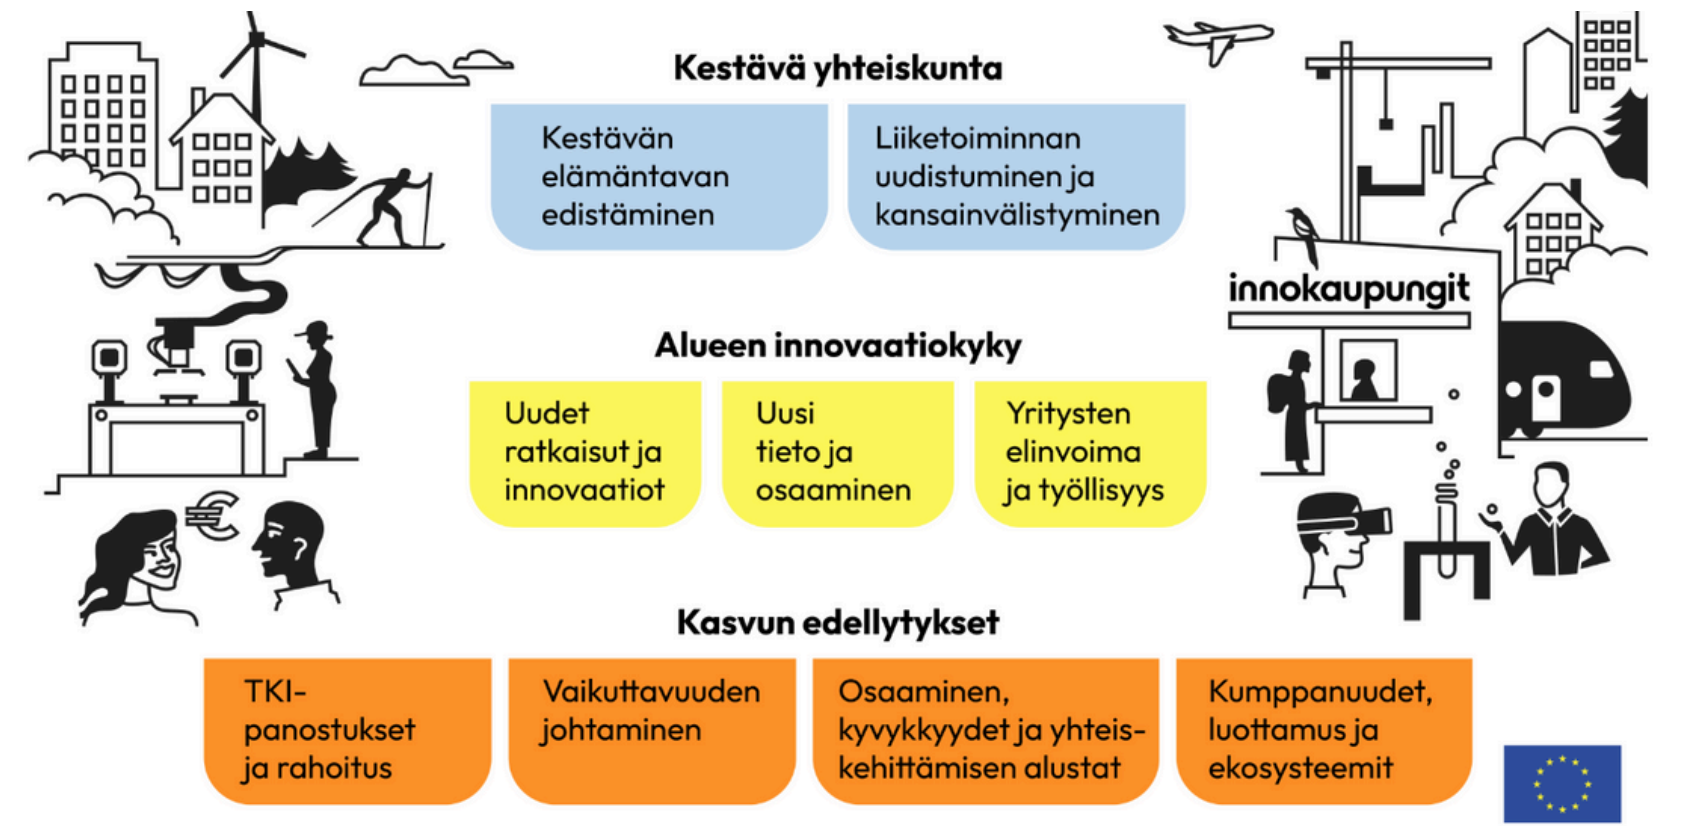 Kestävä yhteiskunta
Kestävän
elämäntavan
edistäminen
Liiketoiminnan
uudistuminen ja
kansainvälistyminen
innokaupungit
Alueen innovaatiokyky
Uudet
ratkaisut ja
innovaatiot
Uusi
tieto ja
osaaminen
Yritysten
elinvoima
ja työllisyys
€
Kasvun edellytykset
TKI-
panostukset
ja rahoitus
Vaikuttavuuden
johtaminen
Osaaminen,
kyvykkyydet ja yhteis-
kehittämisen alustat
Kumppanuudet,
luottamus ja
ekosysteemit